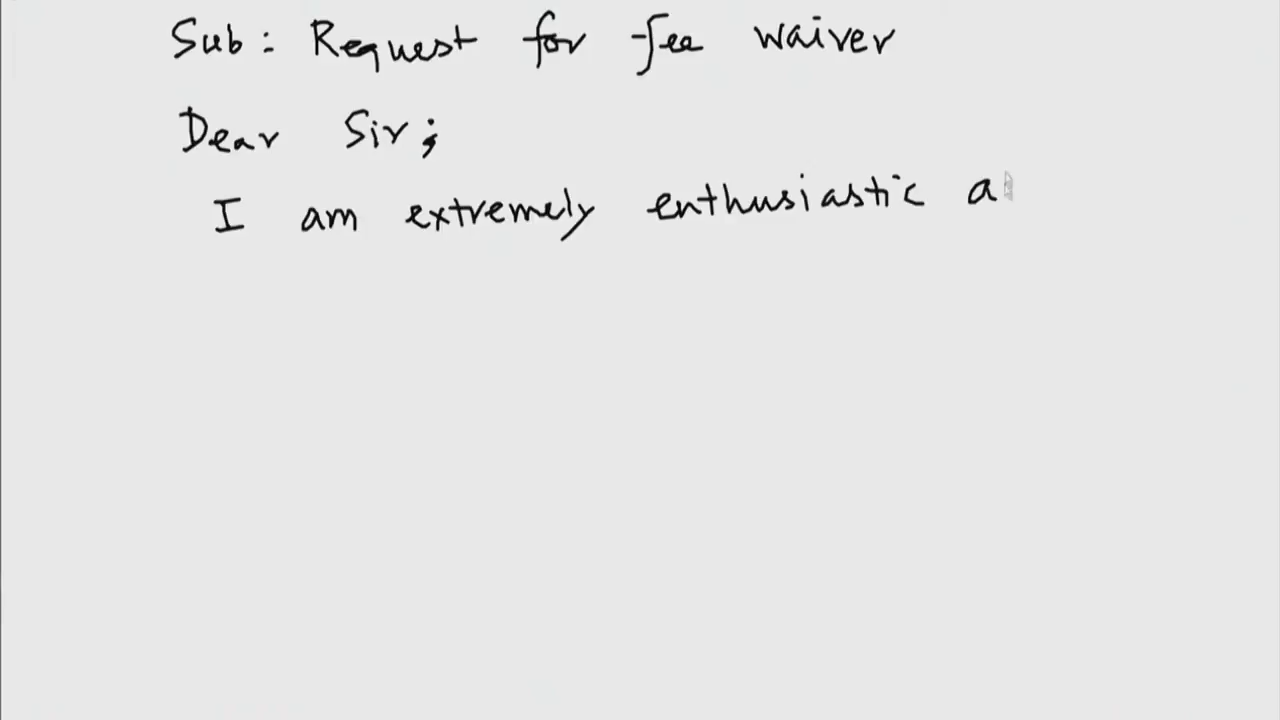 Sub: Request for fee waiver
Dear Sir;
I am extremely enthusiastic a